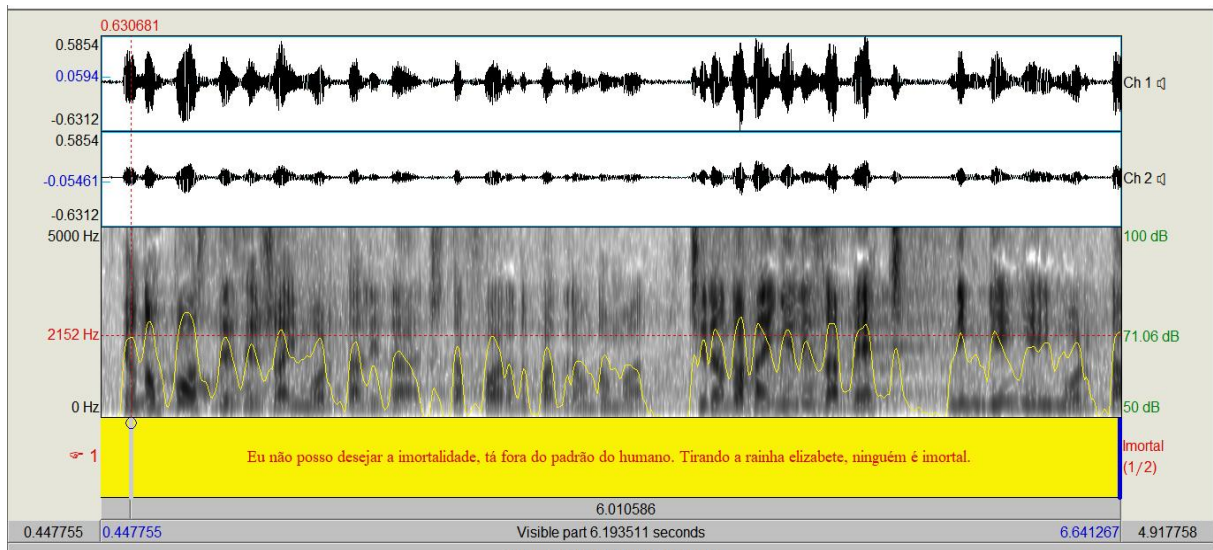 0.630681
0.5854
0.0594
-0.6312
Ch 1
0.5854
-0.05461
-0.6312
Ch 2
5000 Hz
100 dB
2152 Hz
71.06 dB
0 Hz
50 dB
1
Eu não posso desejar a imortalidade, tá fora do padrão do humano. Tirando a rainha elizabete, ninguém é imortal.
Imortal
(1/2)
6.010586
0.447755 0.447755 Visible part 6.193511 seconds 6.641267 4.917758